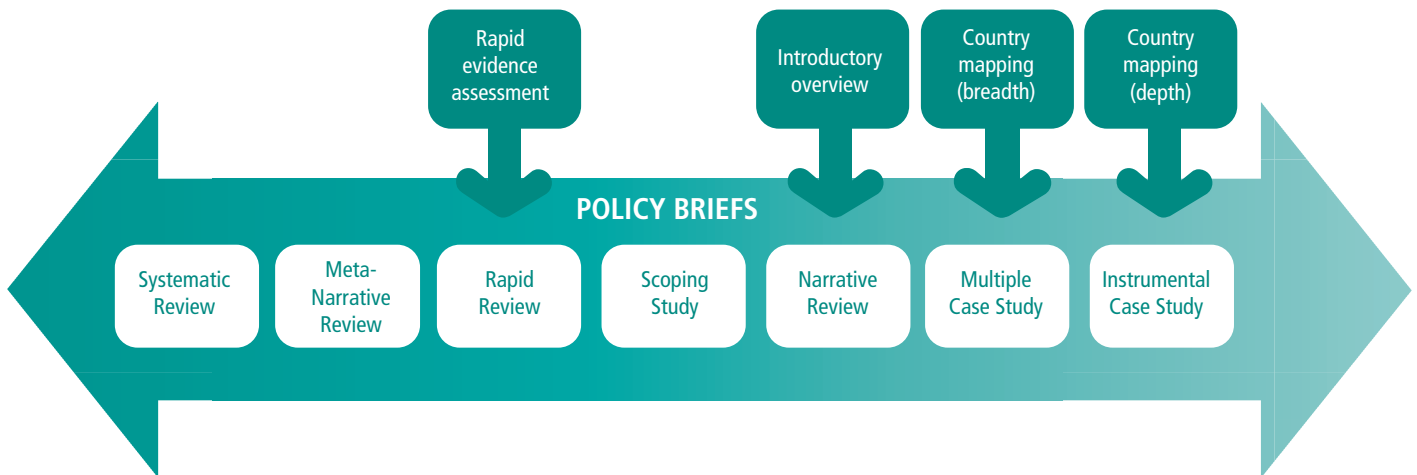 Rapid
evidence
assessment
Introductory
overview
Country
mapping
(breadth)
Country
mapping
(depth)
POLICY BRIEFS
Systematic
Review
Meta-
Narrative
Review
Rapid
Review
Scoping
Study
Narrative
Review
Multiple
Case Study
Instrumental
Case Study